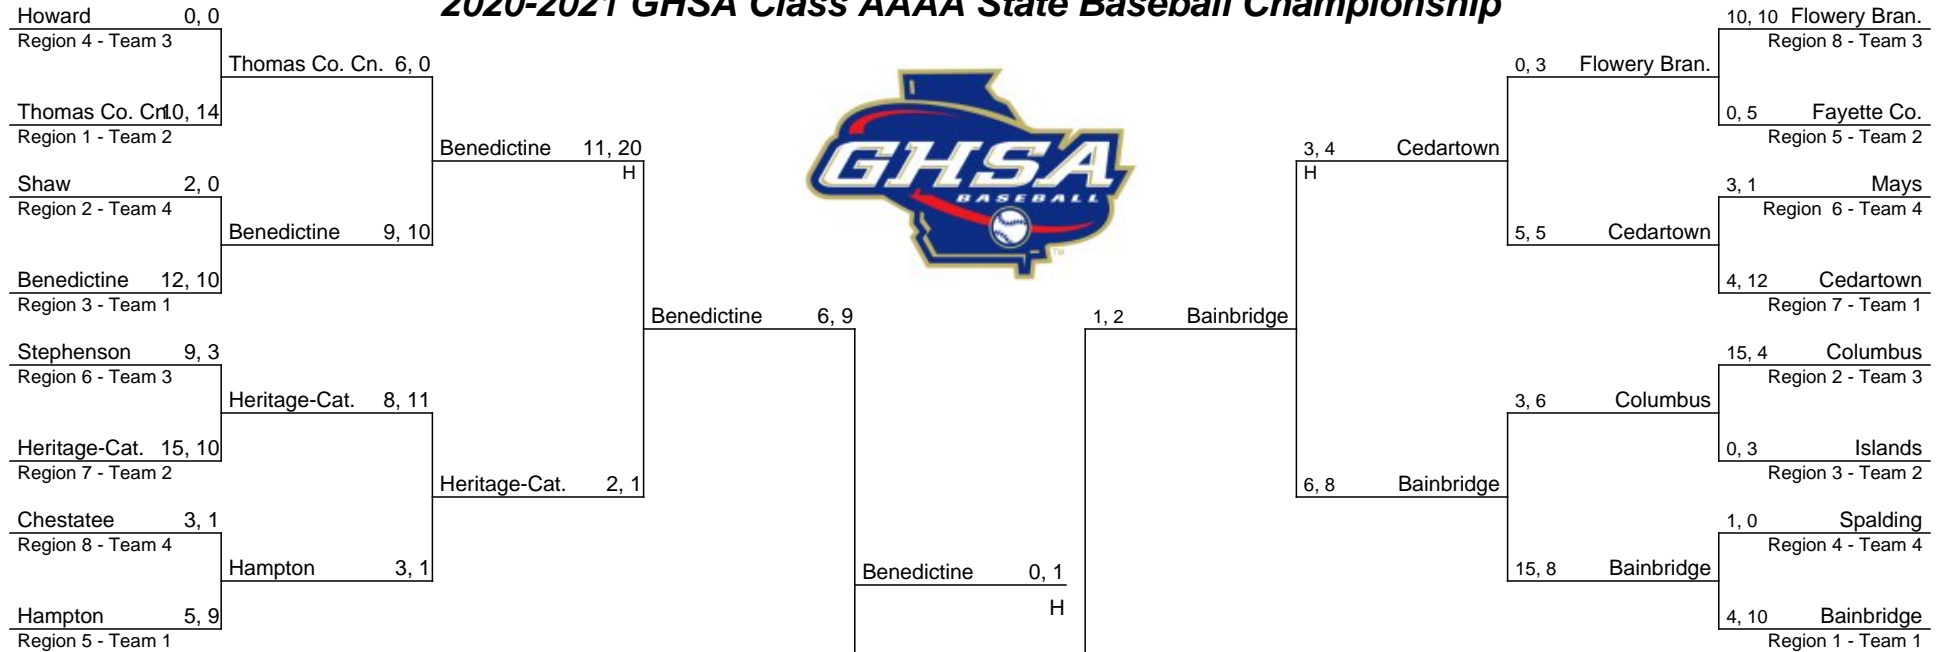 2020-2021 GHSA Class AAAA State Baseball Championship
Howard 0, 0
Region 4 - Team 3
Thomas Co. Cn. 6, 0
Thomas Co. Cn. 10, 14
Region 1 - Team 2
Benedictine 11, 20
H
Shaw 2, 0
Region 2 - Team 4
Benedictine 9, 10
Benedictine 12, 10
Region 3 - Team 1
Benedictine 6, 9
Stephenson 9, 3
Region 6 - Team 3
Heritage-Cat. 8, 11
Heritage-Cat. 15, 10
Region 7 - Team 2
Heritage-Cat. 2, 1
Chestatee 3, 1
Region 8 - Team 4
Hampton 3, 1
Hampton 5, 9
Region 5 - Team 1
Benedictine 0, 1
H
GHSA
BASEBALL
TM
10, 10 Flowery Bran.
Region 8 - Team 3
0, 3 Flowery Bran.
0, 5 Fayette Co.
Region 5 - Team 2
3, 4 Cedartown
H
3, 1 Mays
Region 6 - Team 4
5, 5 Cedartown
4, 12 Cedartown
Region 7 - Team 1
1, 2 Bainbridge
15, 4 Columbus
Region 2 - Team 3
3, 6 Columbus
0, 3 Islands
Region 3 - Team 2
6, 8 Bainbridge
1, 0 Spalding
Region 4 - Team 4
15, 8 Bainbridge
4, 10 Bainbridge
Region 1 - Team 1